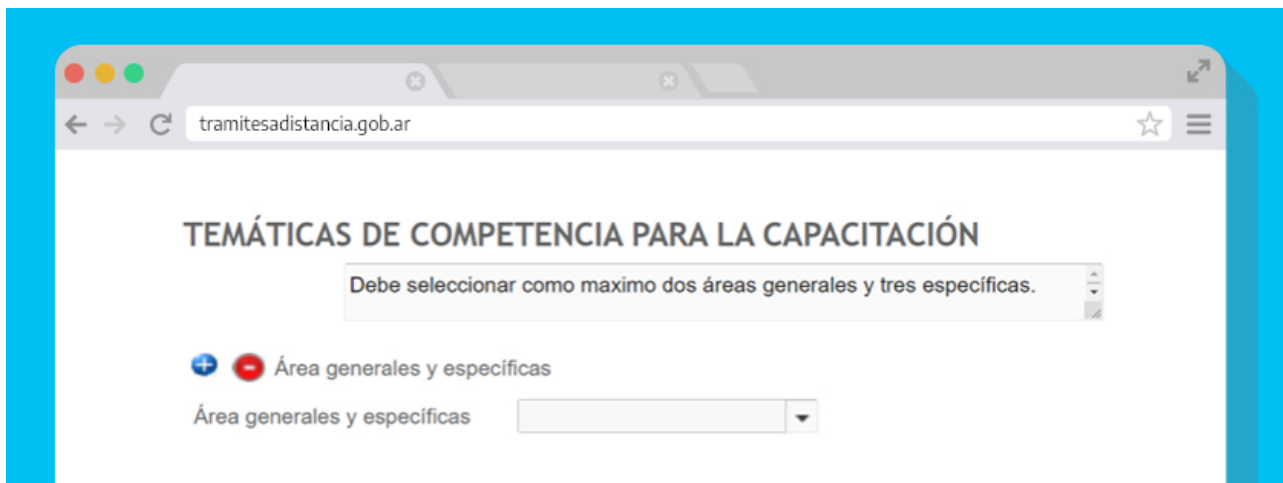 tramitesadistancia.gob.ar
TEMÁTICAS DE COMPETENCIA PARA LA CAPACITACIÓN
Debe seleccionar como maximo dos áreas generales y tres específicas.
Área generales y específicas
Área generales y específicas